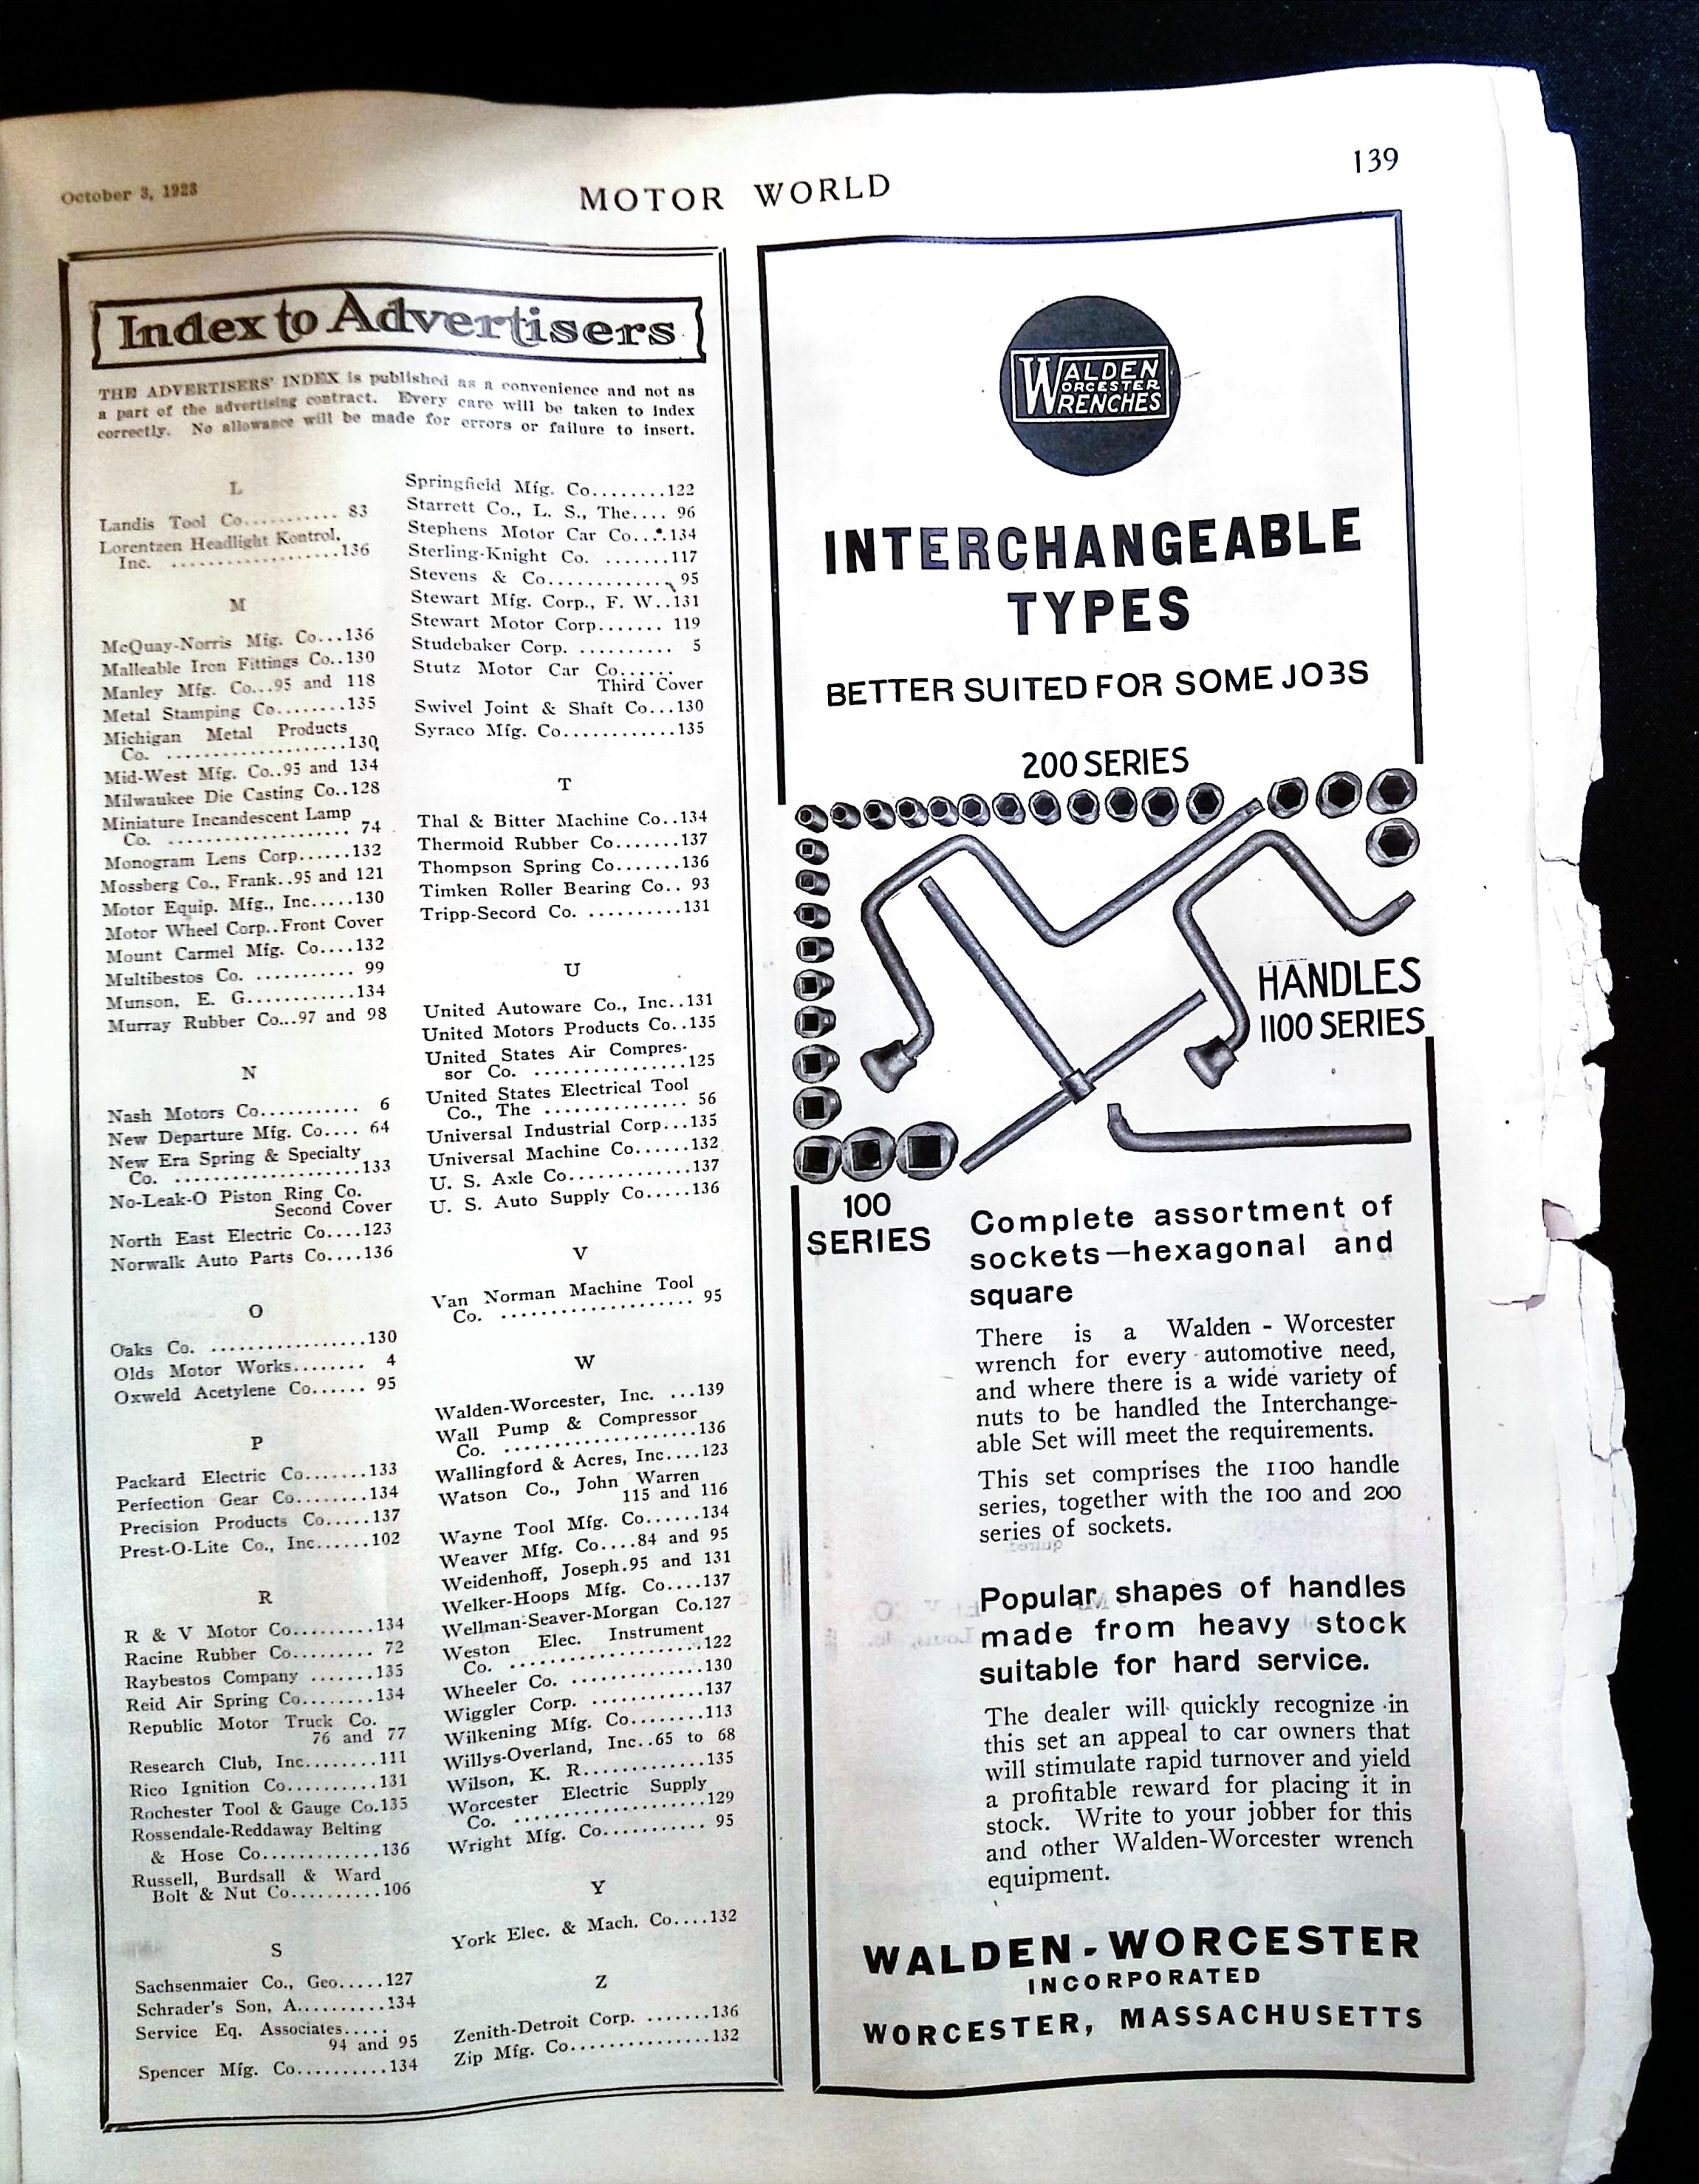 October 3, 1923
MOTOR WORLD
139
Index to Advertisers
THE ADVERTISERS' INDEX is published as a convenience and not as
a part of the advertising contract. Every care will be taken to index
correctly. No allowance will be made for errors or failure to insert.
L
Landis Tool Co........... 83
Lorentzen Headlight Kontrol,
Inc. ..................136
M
McQuay-Norris Mfg. Co...136
Malleable Iron Fittings Co..130
Manley Mfg. Co...95 and 118
Metal Stamping Co........135
Michigan Metal Products
Co. ...................130
Mid-West Mfg. Co..95 and 134
Milwaukee Die Casting Co..128
Miniature Incandescent Lamp
Co. ................... 74
Monogram Lens Corp......132
Mossberg Co., Frank..95 and 121
Motor Equip. Mfg., Inc.....130
Motor Wheel Corp..Front Cover
Mount Carmel Mfg. Co....132
Multibestos Co. ........... 99
Munson, E. G............134
Murray Rubber Co...97 and 98
N
Nash Motors Co........... 6
New Departure Mfg. Co.... 64
New Era Spring & Specialty
Co. ...................133
No-Leak-O Piston Ring Co.
Second Cover
North East Electric Co....123
Norwalk Auto Parts Co....136
O
Oaks Co. ................130
Olds Motor Works........ 4
Oxweld Acetylene Co...... 95
P
Packard Electric Co.......133
Perfection Gear Co........134
Precision Products Co.....137
Prest-O-Lite Co., Inc......102
R
R & V Motor Co.........134
Racine Rubber Co......... 72
Raybestos Company .......135
Reid Air Spring Co........134
Republic Motor Truck Co.
76 and 77
Research Club, Inc........111
Rico Ignition Co..........131
Rochester Tool & Gauge Co.135
Rossendale-Reddaway Belting
& Hose Co.............136
Russell, Burdsall & Ward
Bolt & Nut Co..........106
S
Sachsenmaier Co., Geo.....127
Schrader's Son, A..........134
Service Eq. Associates.....
94 and 95
Spencer Mfg. Co..........134
Springfield Mfg. Co........122
Starrett Co., L. S., The.... 96
Stephens Motor Car Co....134
Sterling-Knight Co. .......117
Stevens & Co............. 95
Stewart Mfg. Corp., F. W..131
Stewart Motor Corp....... 119
Studebaker Corp. .......... 5
Stutz Motor Car Co......
Third Cover
Swivel Joint & Shaft Co...130
Syraco Mfg. Co............135
T
Thal & Bitter Machine Co..134
Thermoid Rubber Co.......137
Thompson Spring Co.......136
Timken Roller Bearing Co.. 93
Tripp-Secord Co. ..........131
U
United Autoware Co., Inc..131
United Motors Products Co..135
United States Air Compres-
sor Co. ................125
United States Electrical Tool
Co., The ............... 56
Universal Industrial Corp...135
Universal Machine Co......132
U. S. Axle Co.............137
U. S. Auto Supply Co.....136
V
Van Norman Machine Tool
Co. .................... 95
W
Walden-Worcester, Inc. ...139
Wall Pump & Compressor
Co. ....................136
Wallingford & Acres, Inc....123
Watson Co., John Warren
115 and 116
Wayne Tool Mfg. Co......134
Weaver Mfg. Co....84 and 95
Weidenhoff, Joseph.95 and 131
Welker-Hoops Mfg. Co....137
Wellman-Seaver-Morgan Co.127
Weston Elec. Instrument
Co. ....................122
Wheeler Co. ..............130
Wiggler Corp. ............137
Wilkening Mfg. Co........113
Willys-Overland, Inc..65 to 68
Wilson, K. R.............135
Worcester Electric Supply
Co. ....................129
Wright Mfg. Co........... 95
Y
York Elec. & Mach. Co....132
Z
Zenith-Detroit Corp. .......136
Zip Mfg. Co...............132
WALDEN
WORCESTER
WRENCHES
INTERCHANGEABLE
TYPES
BETTER SUITED FOR SOME JOBS
200 SERIES
HANDLES
1100 SERIES
100
SERIES
Complete assortment of
sockets—hexagonal and
square
There is a Walden - Worcester
wrench for every automotive need,
and where there is a wide variety of
nuts to be handled the Interchange-
able Set will meet the requirements.
This set comprises the 1100 handle
series, together with the 100 and 200
series of sockets.
Popular shapes of handles
made from heavy stock
suitable for hard service.
The dealer will quickly recognize in
this set an appeal to car owners that
will stimulate rapid turnover and yield
a profitable reward for placing it in
stock. Write to your jobber for this
and other Walden-Worcester wrench
equipment.
WALDEN-WORCESTER
INCORPORATED
WORCESTER, MASSACHUSETTS